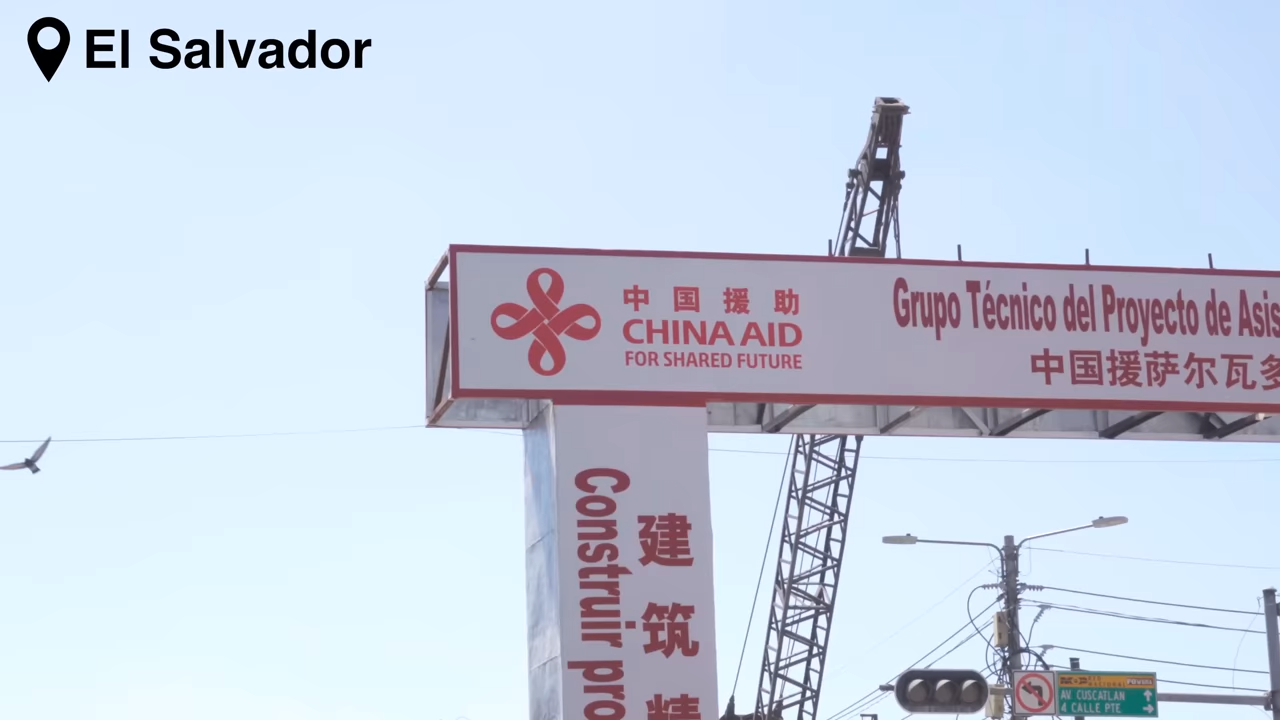 El Salvador
中国援助
CHINA AID
FOR SHARED FUTURE
Grupo Técnico del Proyecto de Asis
中国援萨尔瓦多
Construir pro
建筑精
AV CUSCATLAN
4 CALLE PTE